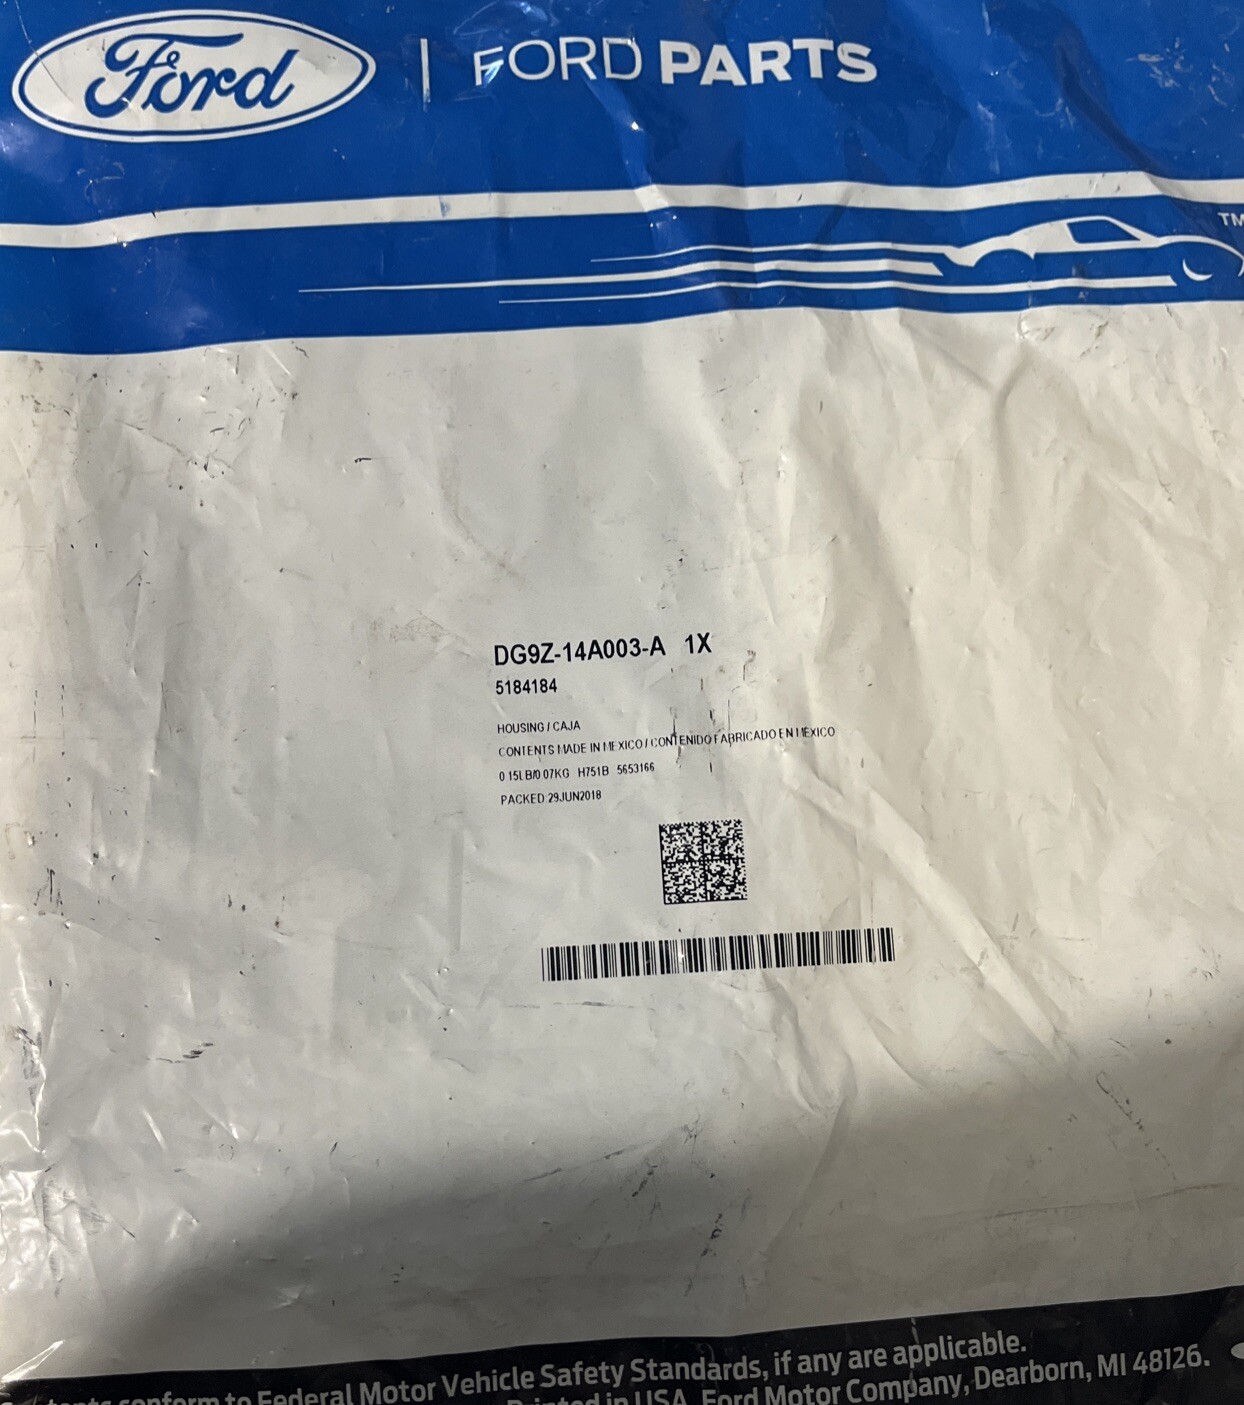 Ford | FORD PARTS
TM
DG9Z-14A003-A 1X
5184184
HOUSING / CAJA
CONTENTS MADE IN MEXICO / CONTENIDO FABRICADO EN MEXICO
0.15LB/0.07KG H751B 5653166
PACKED 29JUN2018
conform to Federal Motor Vehicle Safety Standards, if any are applicable.
Printed in USA. Ford Motor Company, Dearborn, MI 48126.